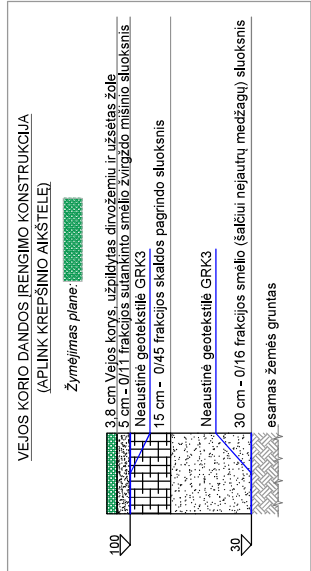 VEJOS KORIO DANGOS ĮRENGIMO KONSTRUKCIJA
(APLINK KREPŠINIO AIKŠTELĘ)
Žymėjimas plane:
3,8 cm Vejos korys, užpildytas dirvožemiu ir užsėtas žole
5 cm - 0/11 frakcijos sutankinto smėlio žvirgždo mišinio sluoksnis
Neaustinė geotekstilė GRK3
15 cm - 0/45 frakcijos skaldos pagrindo sluoksnis
Neaustinė geotekstilė GRK3
30 cm - 0/16 frakcijos smėlio (šalčiui nejautrų medžagų) sluoksnis
esamas žemės gruntas
100
30